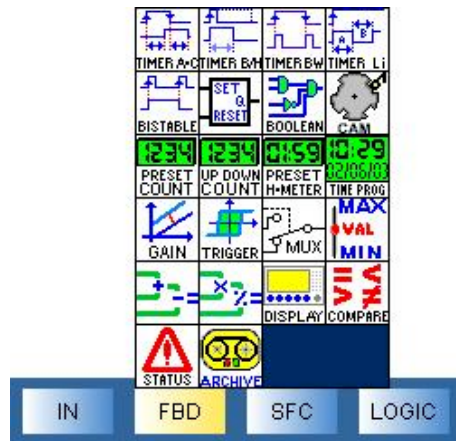 TIMER A·C TIMER B/H TIMER BW TIMER Li
A B
SET
Q
RESET
BISTABLE BOOLEAN CAM
1234 1234 01:59 10:29
02/06/03
PRESET COUNT UP DOWN COUNT PRESET H-METER TIME PROG
MAX
VAL
MIN
GAIN TRIGGER MUX
+ - =
× ÷ =
DISPLAY COMPARE
STATUS ARCHIVE
IN FBD SFC LOGIC